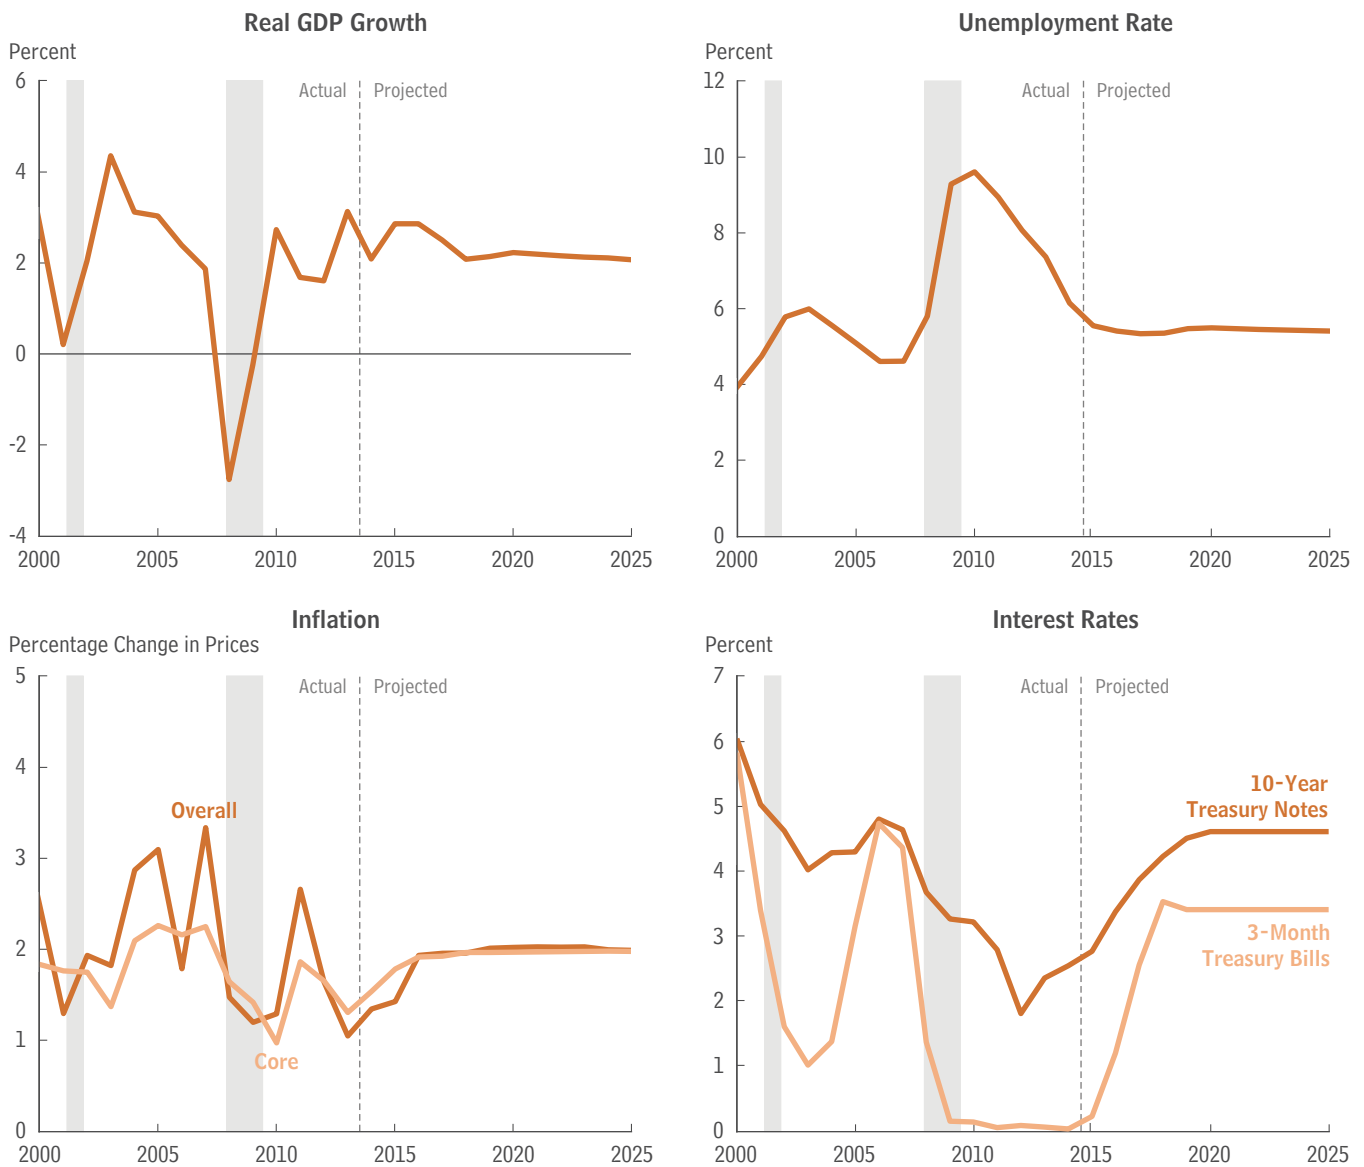 Real GDP Growth
Percent
6
4
2
0
-2
-4
Actual Projected
2000 2005 2010 2015 2020 2025
Unemployment Rate
Percent
12
10
8
6
4
2
0
Actual Projected
2000 2005 2010 2015 2020 2025
Inflation
Percentage Change in Prices
5
4
3
2
1
0
Actual Projected
Overall
Core
2000 2005 2010 2015 2020 2025
Interest Rates
Percent
7
6
5
4
3
2
1
0
Actual Projected
10-Year
Treasury Notes
3-Month
Treasury Bills
2000 2005 2010 2015 2020 2025